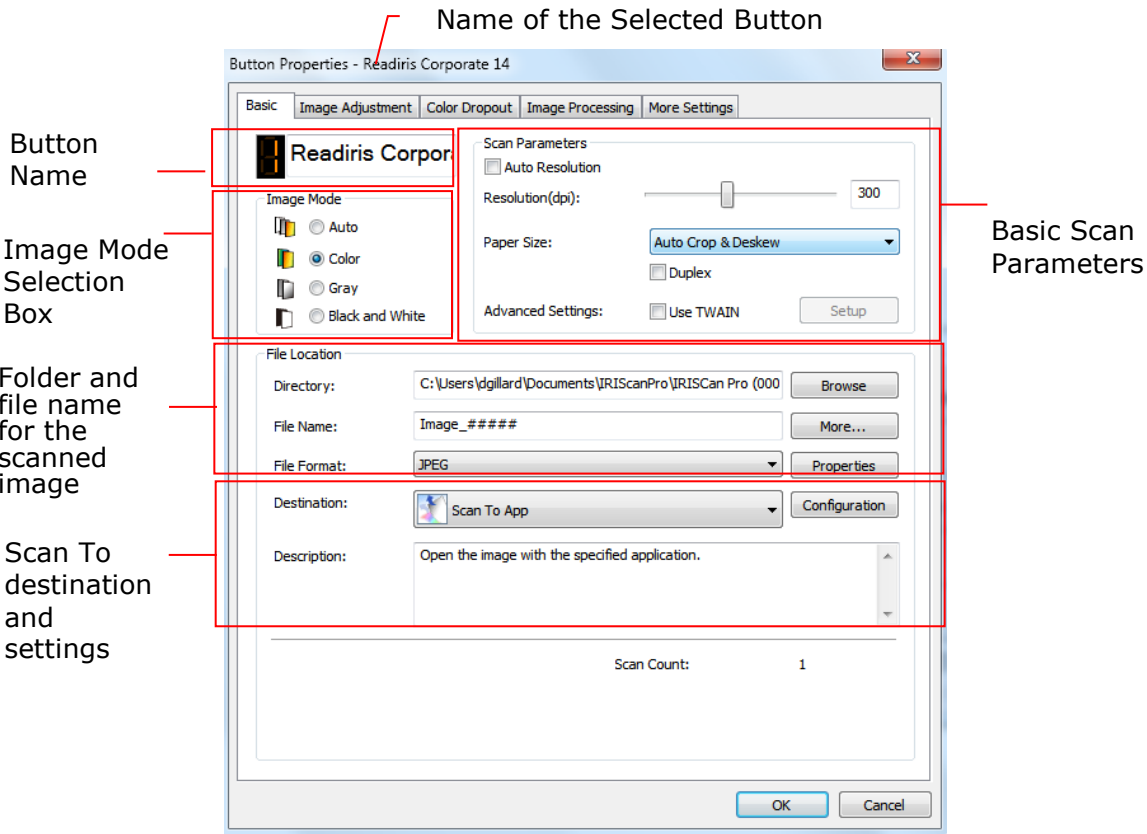 Name of the Selected Button
Button Properties - Readiris Corporate 14
Basic
Image Adjustment
Color Dropout
Image Processing
More Settings
Button
Name
1
Readiris Corpor
Scan Parameters
Auto Resolution
Resolution(dpi):
300
Paper Size:
Auto Crop & Deskew
Duplex
Advanced Settings:
Use TWAIN
Setup
Basic Scan
Parameters
Image Mode
Selection
Box
Image Mode
Auto
Color
Gray
Black and White
Folder and
file name
for the
scanned
image
File Location
Directory:
C:\Users\dgillard\Documents\IRIScanPro\IRISCan Pro (000
Browse
File Name:
Image_#####
More...
File Format:
JPEG
Properties
Scan To
destination
and
settings
Destination:
Scan To App
Configuration
Description:
Open the image with the specified application.
Scan Count:
1
OK
Cancel